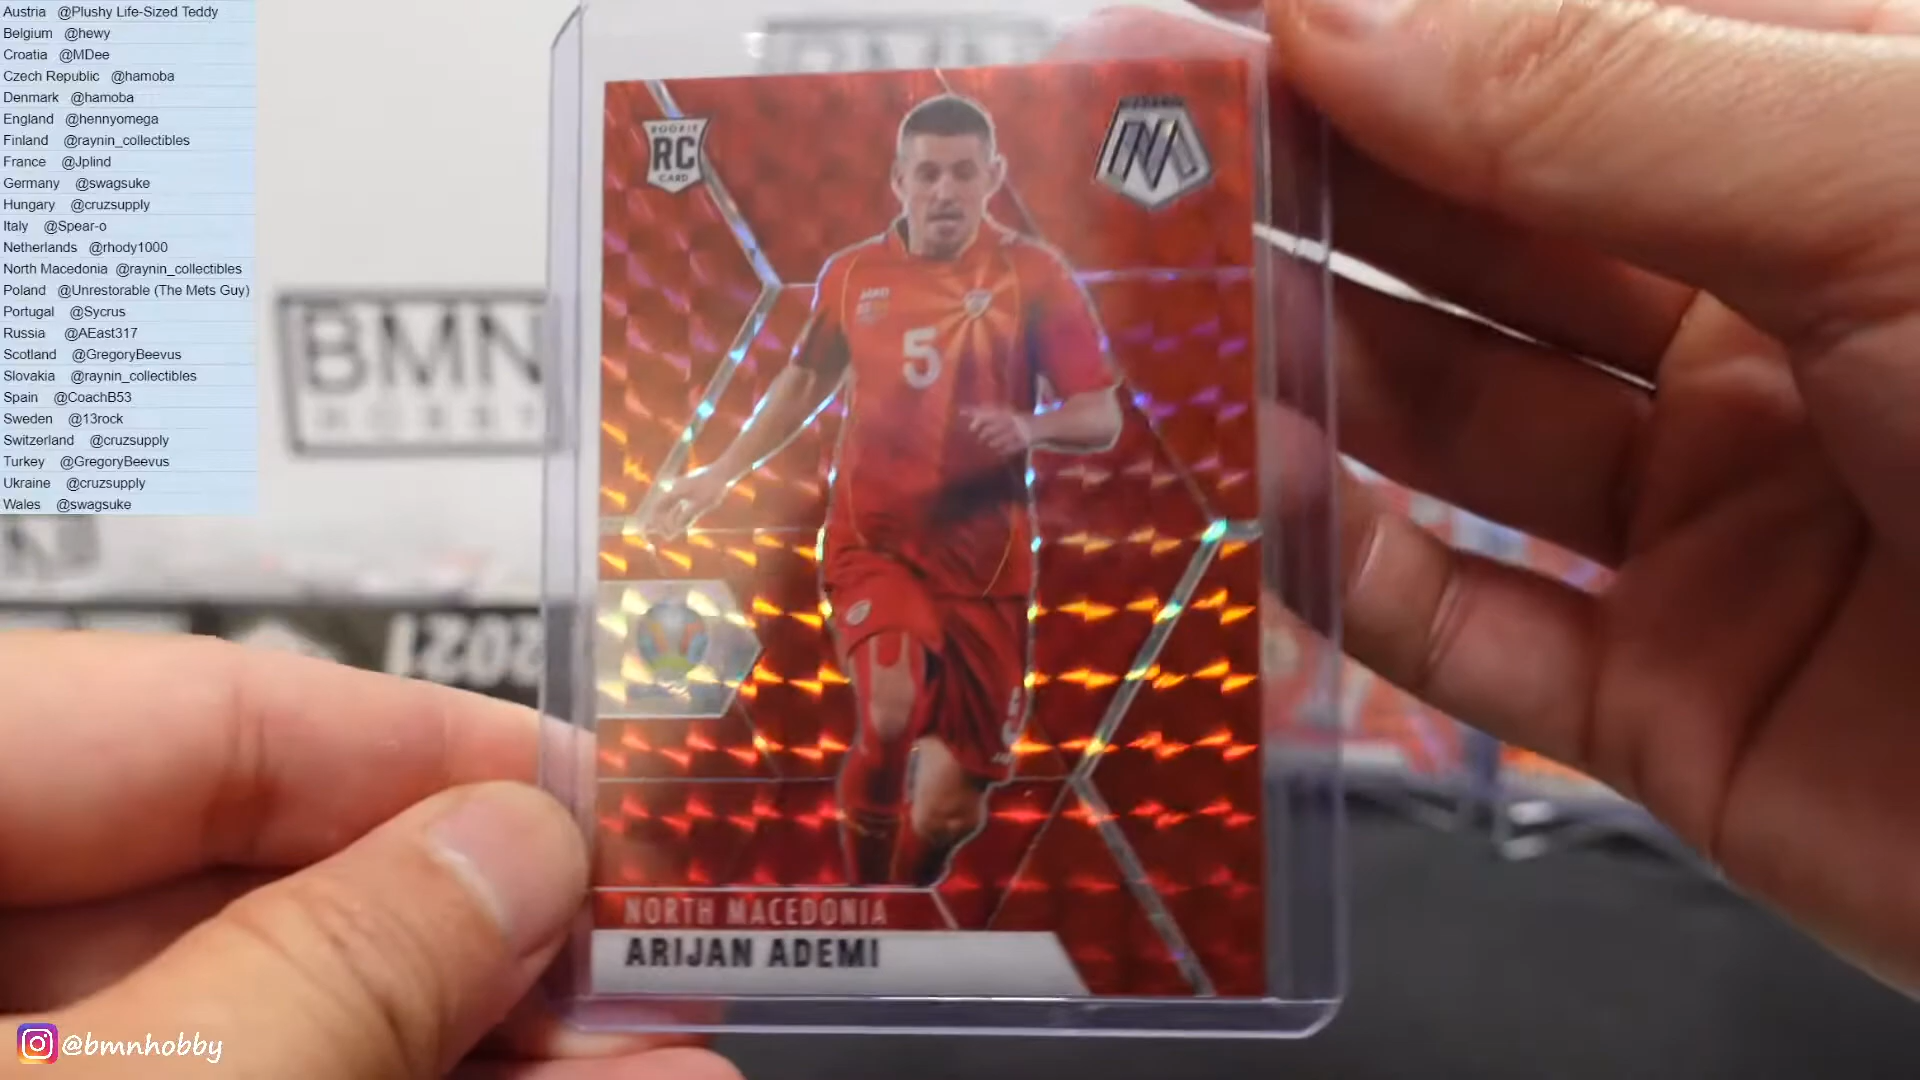 Austria @Plushy Life-Sized Teddy
Belgium @hewy
Croatia @MDee
Czech Republic @hamoba
Denmark @hamoba
England @hennyomega
Finland @raynin_collectibles
France @Jplind
Germany @swagsuke
Hungary @cruzsupply
Italy @Spear-o
Netherlands @rhody1000
North Macedonia @raynin_collectibles
Poland @Unrestorable (The Mets Guy)
Portugal @Sycrus
Russia @AEast317
Scotland @GregoryBeevus
Slovakia @raynin_collectibles
Spain @CoachB53
Sweden @13rock
Switzerland @cruzsupply
Turkey @GregoryBeevus
Ukraine @cruzsupply
Wales @swagsuke
BMN
HOBBY
2021
ROOKIE
RC
CARD
5
NORTH MACEDONIA
ARIJAN ADEMI
@bmnhobby